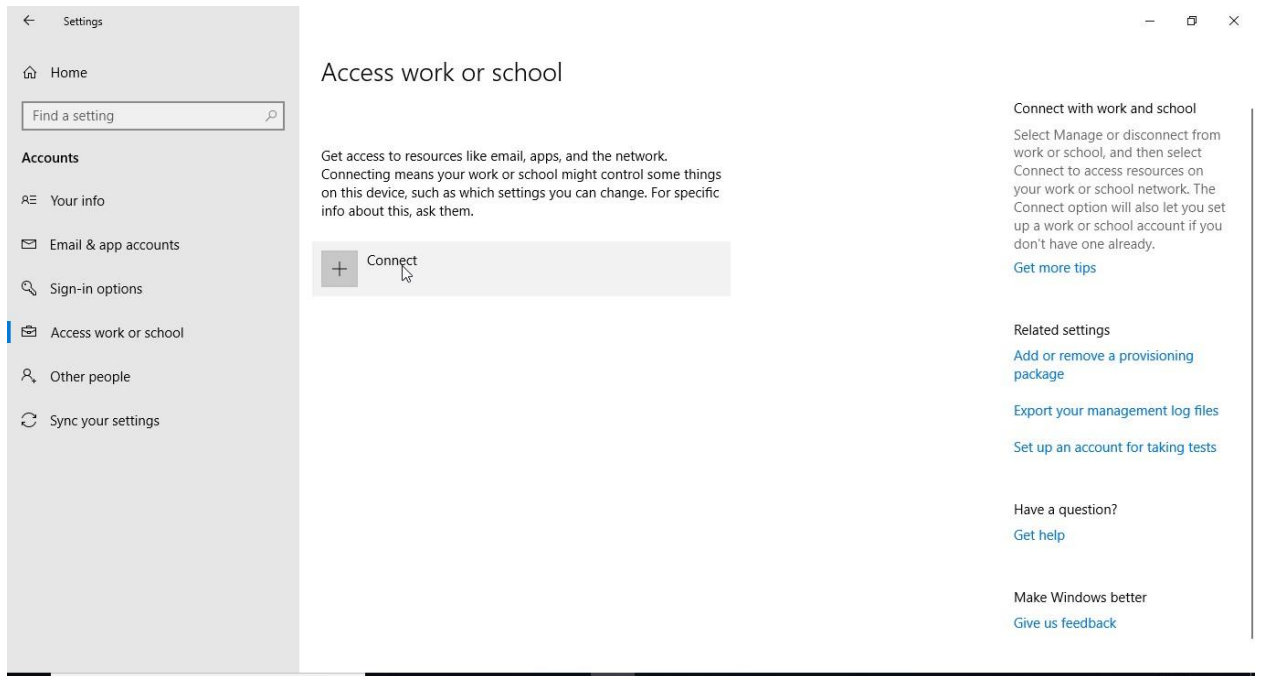 Settings
Home
Find a setting
Accounts
Your info
Email & app accounts
Sign-in options
Access work or school
Other people
Sync your settings
Access work or school
Get access to resources like email, apps, and the network.
Connecting means your work or school might control some things
on this device, such as which settings you can change. For specific
info about this, ask them.
Connect
Connect with work and school
Select Manage or disconnect from
work or school, and then select
Connect to access resources on
your work or school network. The
Connect option will also let you set
up a work or school account if you
don't have one already.
Get more tips
Related settings
Add or remove a provisioning
package
Export your management log files
Set up an account for taking tests
Have a question?
Get help
Make Windows better
Give us feedback